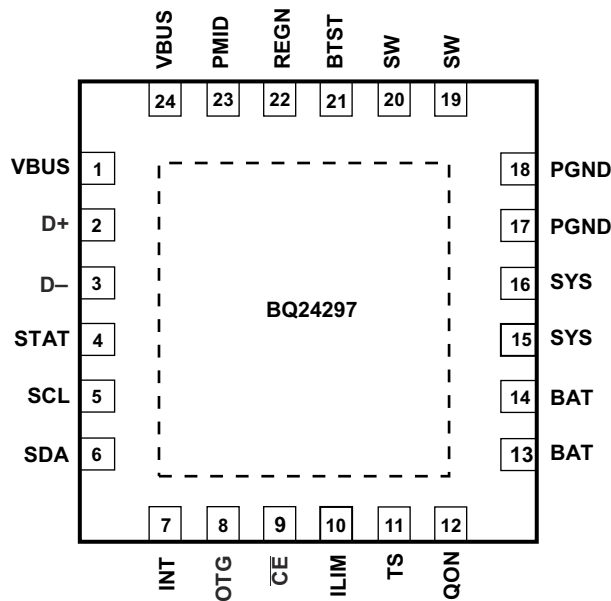 VBUS PMID REGN BTST SW SW
24 23 22 21 20 19
VBUS 1 18 PGND
D+ 2 17 PGND
D– 3 16 SYS
BQ24297
STAT 4 15 SYS
SCL 5 14 BAT
SDA 6 13 BAT
7 8 9 10 11 12
INT OTG C̅E̅ ILIM TS QON